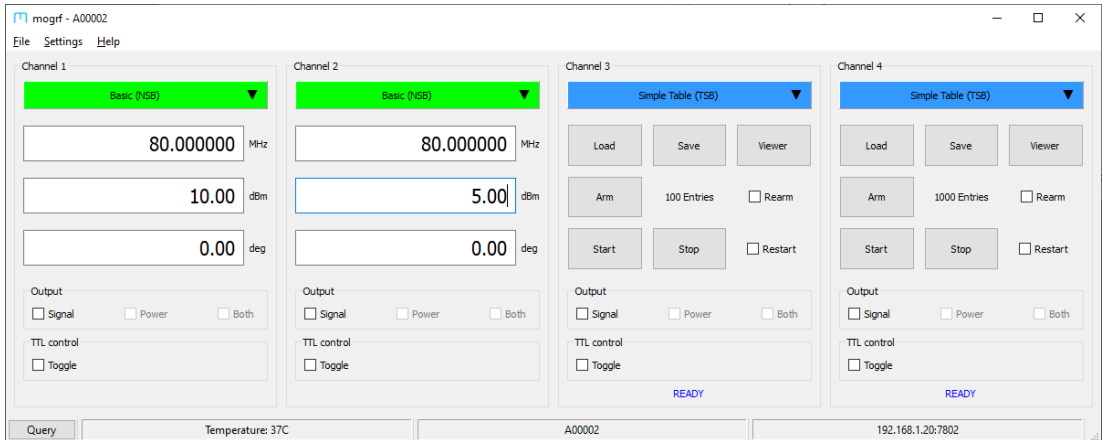 mogrf - A00002
File Settings Help
Channel 1
Basic (NSB)
80.000000 MHz
10.00 dBm
0.00 deg
Output
Signal Power Both
TTL control
Toggle
Channel 2
Basic (NSB)
80.000000 MHz
5.00 dBm
0.00 deg
Output
Signal Power Both
TTL control
Toggle
Channel 3
Simple Table (TSB)
Load Save Viewer
Arm 100 Entries Rearm
Start Stop Restart
Output
Signal Power Both
TTL control
Toggle
READY
Channel 4
Simple Table (TSB)
Load Save Viewer
Arm 1000 Entries Rearm
Start Stop Restart
Output
Signal Power Both
TTL control
Toggle
READY
Query Temperature: 37C A00002 192.168.1.20:7802